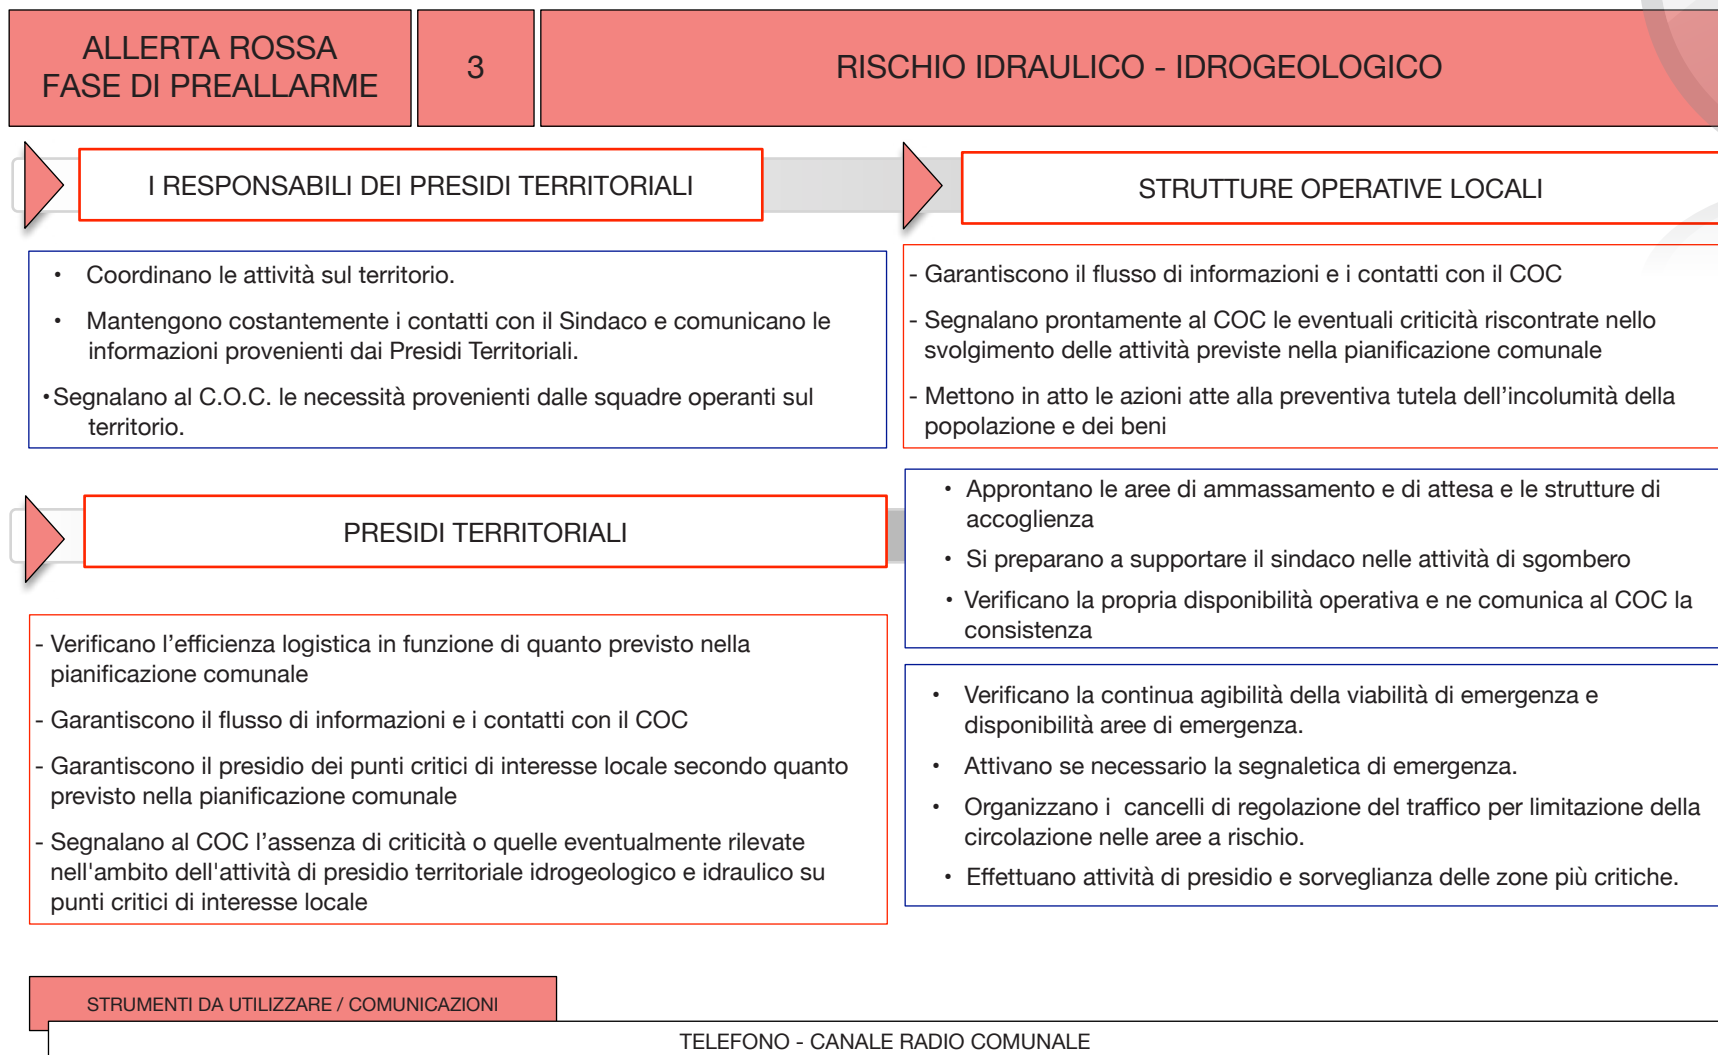 ALLERTA ROSSA
FASE DI PREALLARME
3
RISCHIO IDRAULICO - IDROGEOLOGICO
I RESPONSABILI DEI PRESIDI TERRITORIALI
• Coordinano le attività sul territorio.
• Mantengono costantemente i contatti con il Sindaco e comunicano le
informazioni provenienti dai Presidi Territoriali.
•Segnalano al C.O.C. le necessità provenienti dalle squadre operanti sul
territorio.
PRESIDI TERRITORIALI
- Verificano l’efficienza logistica in funzione di quanto previsto nella
pianificazione comunale
- Garantiscono il flusso di informazioni e i contatti con il COC
- Garantiscono il presidio dei punti critici di interesse locale secondo quanto
previsto nella pianificazione comunale
- Segnalano al COC l’assenza di criticità o quelle eventualmente rilevate
nell'ambito dell'attività di presidio territoriale idrogeologico e idraulico su
punti critici di interesse locale
STRUTTURE OPERATIVE LOCALI
- Garantiscono il flusso di informazioni e i contatti con il COC
- Segnalano prontamente al COC le eventuali criticità riscontrate nello
svolgimento delle attività previste nella pianificazione comunale
- Mettono in atto le azioni atte alla preventiva tutela dell’incolumità della
popolazione e dei beni
• Approntano le aree di ammassamento e di attesa e le strutture di
accoglienza
• Si preparano a supportare il sindaco nelle attività di sgombero
• Verificano la propria disponibilità operativa e ne comunica al COC la
consistenza
• Verificano la continua agibilità della viabilità di emergenza e
disponibilità aree di emergenza.
• Attivano se necessario la segnaletica di emergenza.
• Organizzano i cancelli di regolazione del traffico per limitazione della
circolazione nelle aree a rischio.
• Effettuano attività di presidio e sorveglianza delle zone più critiche.
STRUMENTI DA UTILIZZARE / COMUNICAZIONI
TELEFONO - CANALE RADIO COMUNALE